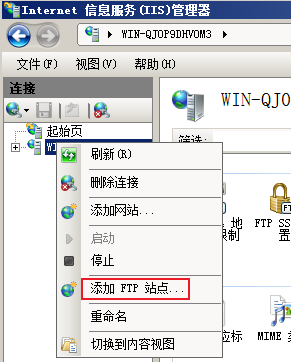 Internet 信息服务(IIS)管理器
WIN-QJOP9DHVOM3
文件(F) 视图(V) 帮助(H)
连接
起始页
WI
WIN-QJO
筛选:
刷新(R)
删除连接
添加网站...
启动
停止
添加 FTP 站点...
重命名
切换到内容视图
FTP SS
置
地
限制
应标
MIME 类